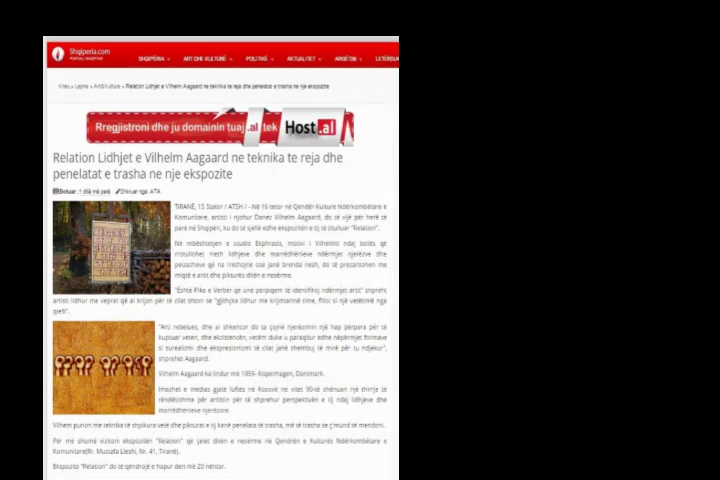 Shqiperia.com
SHQIPËRIA
ART DHE KULTURË
POLITIKË
AKTUALITET
ARGËTIM
Kreu » Lajme » Art&Kulture » Relation Lidhjet e Vilhelm Aagaard ne teknika te reja dhe penelatat e trasha ne nje ekspozite
Rregjistroni dhe ju domainin tuaj .al tek Host.al
Relation Lidhjet e Vilhelm Aagaard ne teknika te reja dhe
penelatat e trasha ne nje ekspozite
Botuar: 1 ditë më parë Shkruar nga: ATA
TIRANË, 15 Shtator / ATSH / - Në 16 tetor në Qendër Kulturë Ndërkombëtare e
Komunitare, artisti i njohur Danez Vilhelm Aagaard, do të vijë për herë të
parë në Shqipëri, ku do të sjellë edhe ekspozitën e tij të titulluar "Relation".
Në mbështetjen e studio Ekphrasis, motivi i Vilhelmit ndaj botës që
rrotullohet rreth lidhjeve dhe marrëdhënieve ndërmjet njerëzve dhe
peizazheve që na rrethojnë ose janë brenda nesh, do të prezantohen me
miqtë e artit dhe pikturës ditën e nesërme.
"Është Pika e Verbër që unë përpiqem të identifikoj ndërmjet artit" shpreh
artisti lidhur me veprat që ai krijon për të cilat shton se "gjithçka lidhur me krijimtarinë time, filloi si një vetëtimë nga
qielli".
"Arti rebelues, dhe ai shkencor do ta çojnë njerëzimin një hap përpara për të
kuptuar veten, dhe ekzistencën, vetëm duke u paraqitur edhe nëpërmjet formave
si surealizmi dhe ekspresionizmi të cilat janë shembuj të mirë për tu ndjekur",
shprehet Aagaard.
Vilhelm Aagaard ka lindur më 1959- Kopenhagen, Danmark.
Imazhet e medias gjatë luftës në Kosovë në vitet 90-të shënuan një thirrje të
rëndësishme për artistin për të shprehur perspektivën e tij ndaj lidhjeve dhe
marrëdhënieve njerëzore.
Vilhem punon me teknika të shpikura vetë dhe pikturat e tij kanë penelata të trasha, më të trasha se ç'mund të mendoni.
Për më shumë vizitoni ekspozitën "Relation" që çelet ditën e nesërme në Qendrën e Kulturës Ndërkombëtare e
Komunitare(Rr. Mustafa Lleshi, Nr. 41, Tiranë).
Ekspozita "Relation" do të qëndrojë e hapur deri më 20 nëntor.